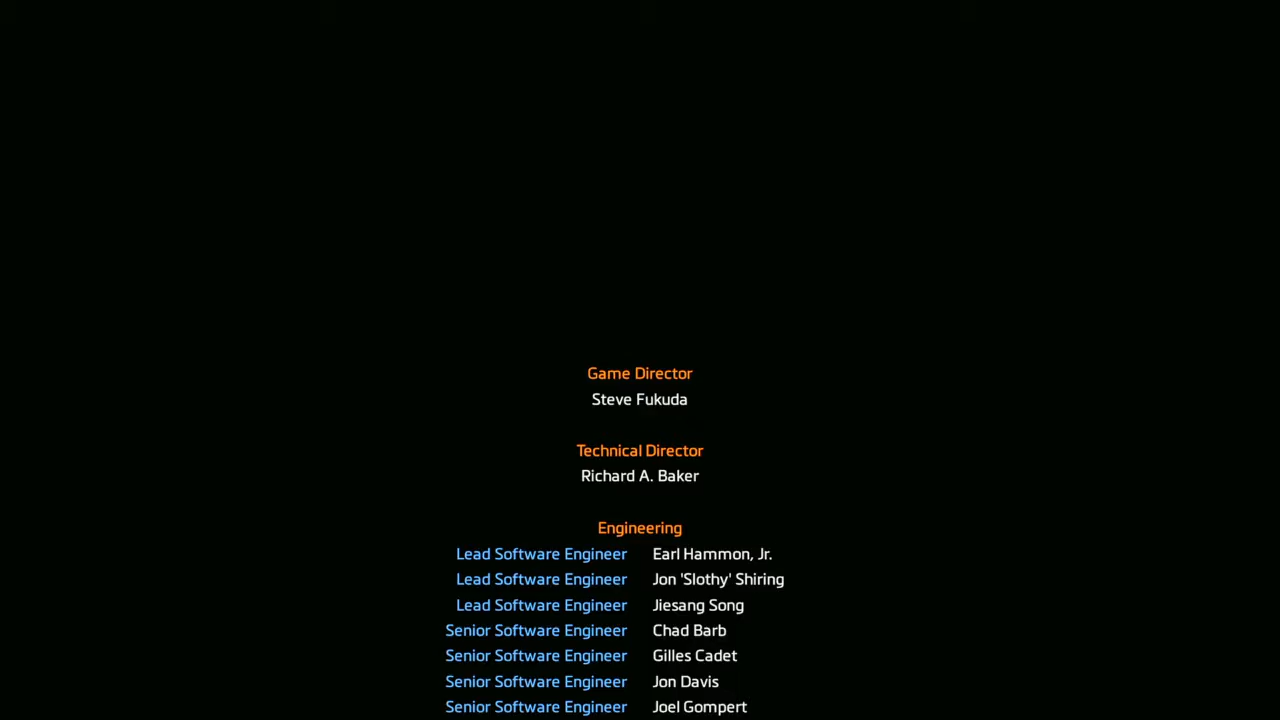 Game Director
Steve Fukuda
Technical Director
Richard A. Baker
Engineering
Lead Software Engineer Earl Hammon, Jr.
Lead Software Engineer Jon 'Slothy' Shiring
Lead Software Engineer Jiesang Song
Senior Software Engineer Chad Barb
Senior Software Engineer Gilles Cadet
Senior Software Engineer Jon Davis
Senior Software Engineer Joel Gompert